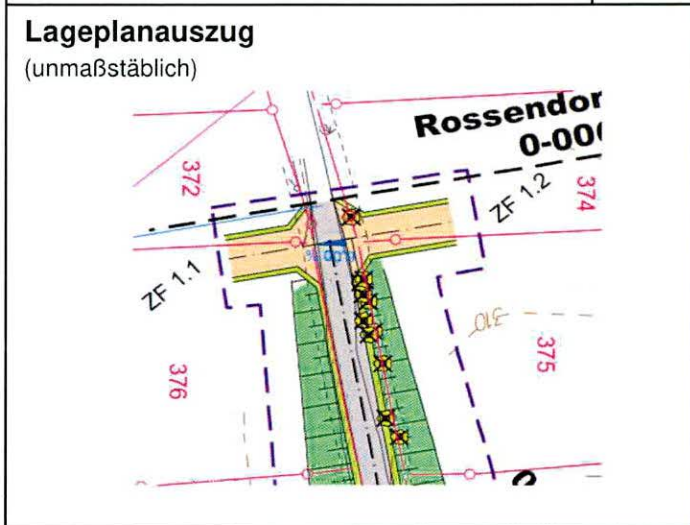 Lageplanauszug
(unmaßstäblich)
Rossendor
0-00
372
374
ZF 1.2
ZF 1.1
310
375
376